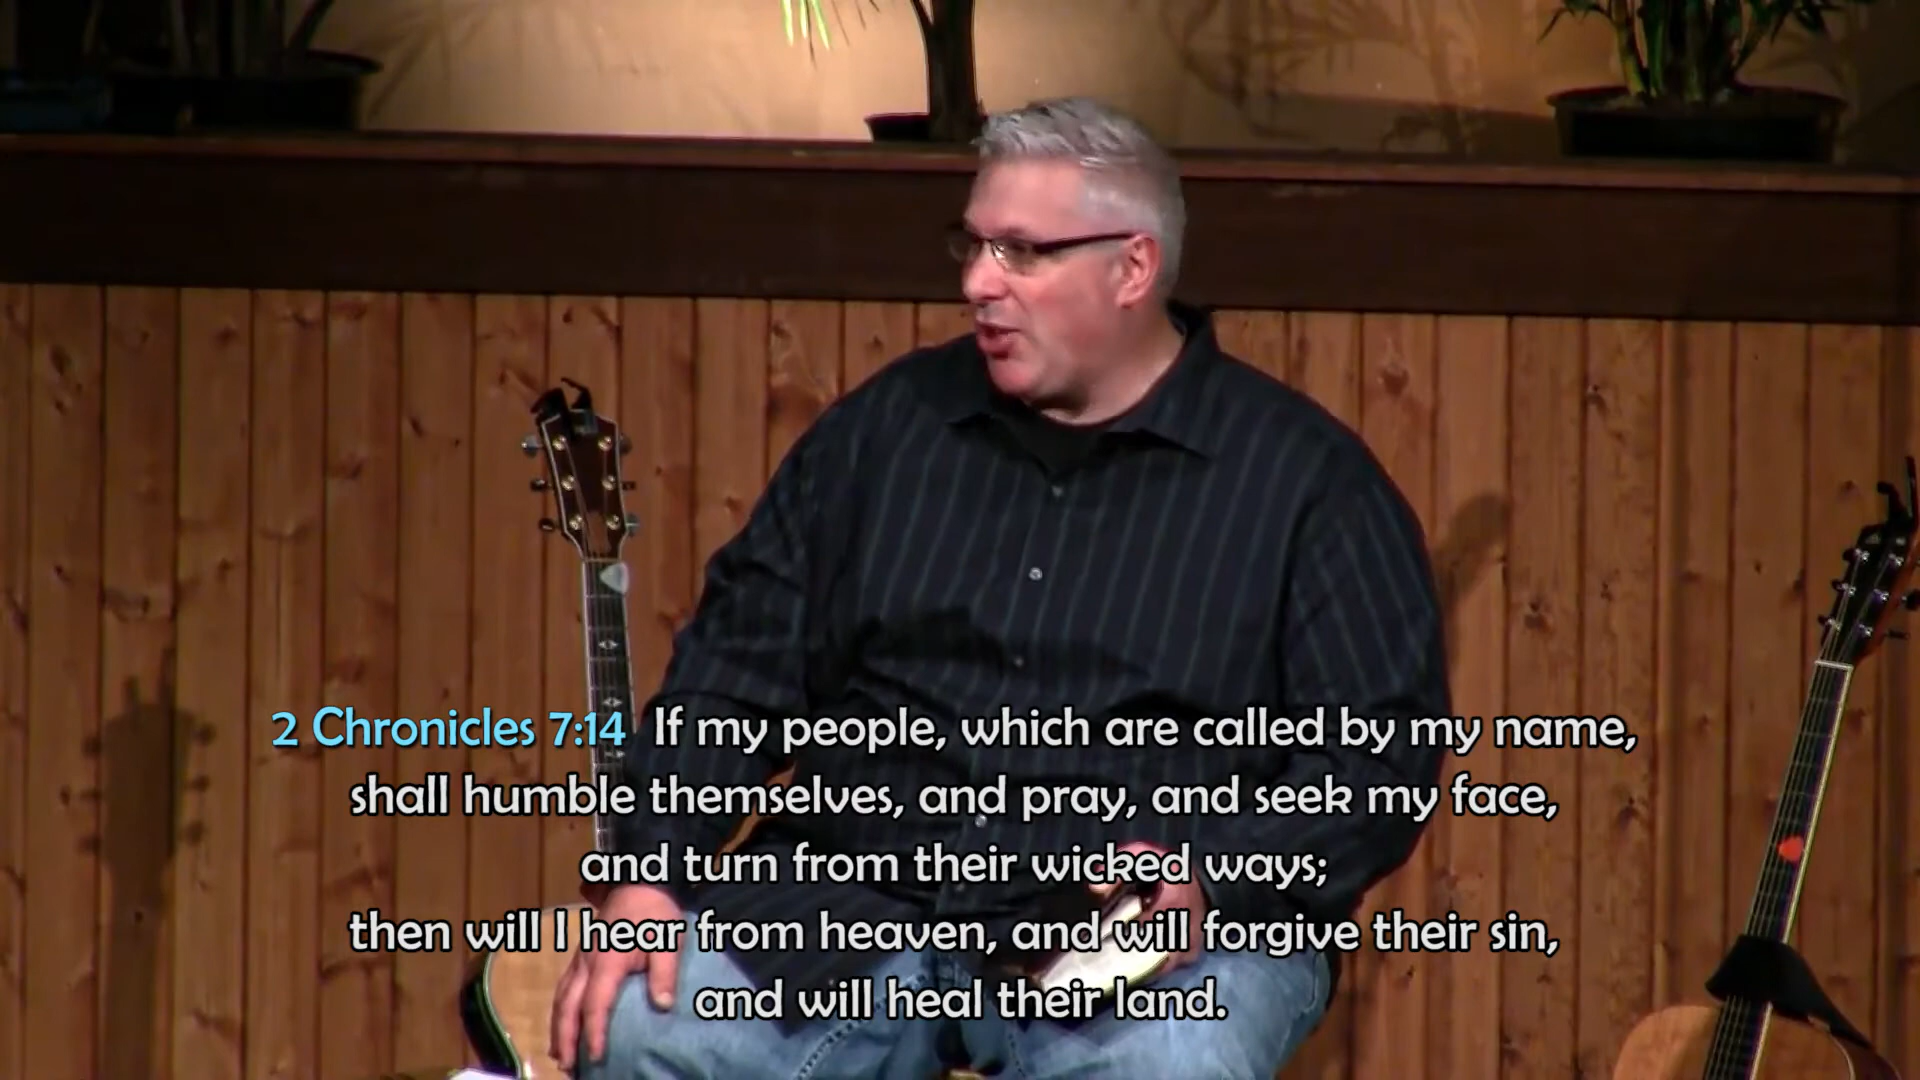 2 Chronicles 7:14 If my people, which are called by my name,
shall humble themselves, and pray, and seek my face,
and turn from their wicked ways;
then will I hear from heaven, and will forgive their sin,
and will heal their land.